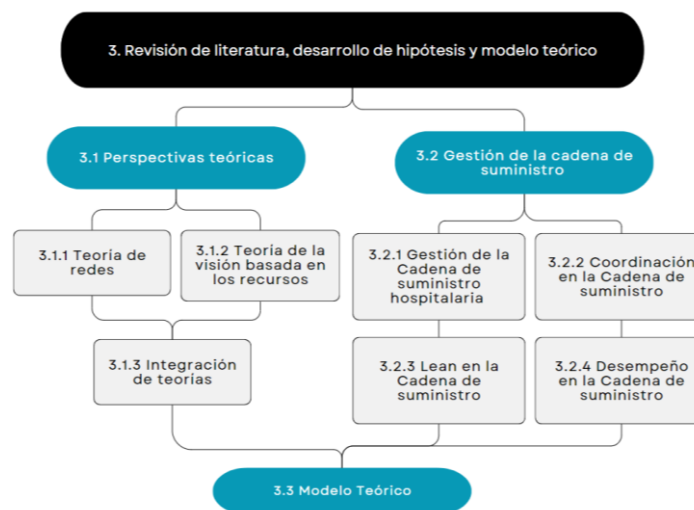 3. Revisión de literatura, desarrollo de hipótesis y modelo teórico
3.1 Perspectivas teóricas
3.2 Gestión de la cadena de
suministro
3.1.1 Teoría de
redes
3.1.2 Teoría de la
visión basada en
los recursos
3.2.1 Gestión de la
Cadena de
suministro
hospitalaria
3.2.2 Coordinación
en la Cadena de
suministro
3.1.3 Integración
de teorías
3.2.3 Lean en la
Cadena de
suministro
3.2.4 Desempeño
en la Cadena de
suministro
3.3 Modelo Teórico